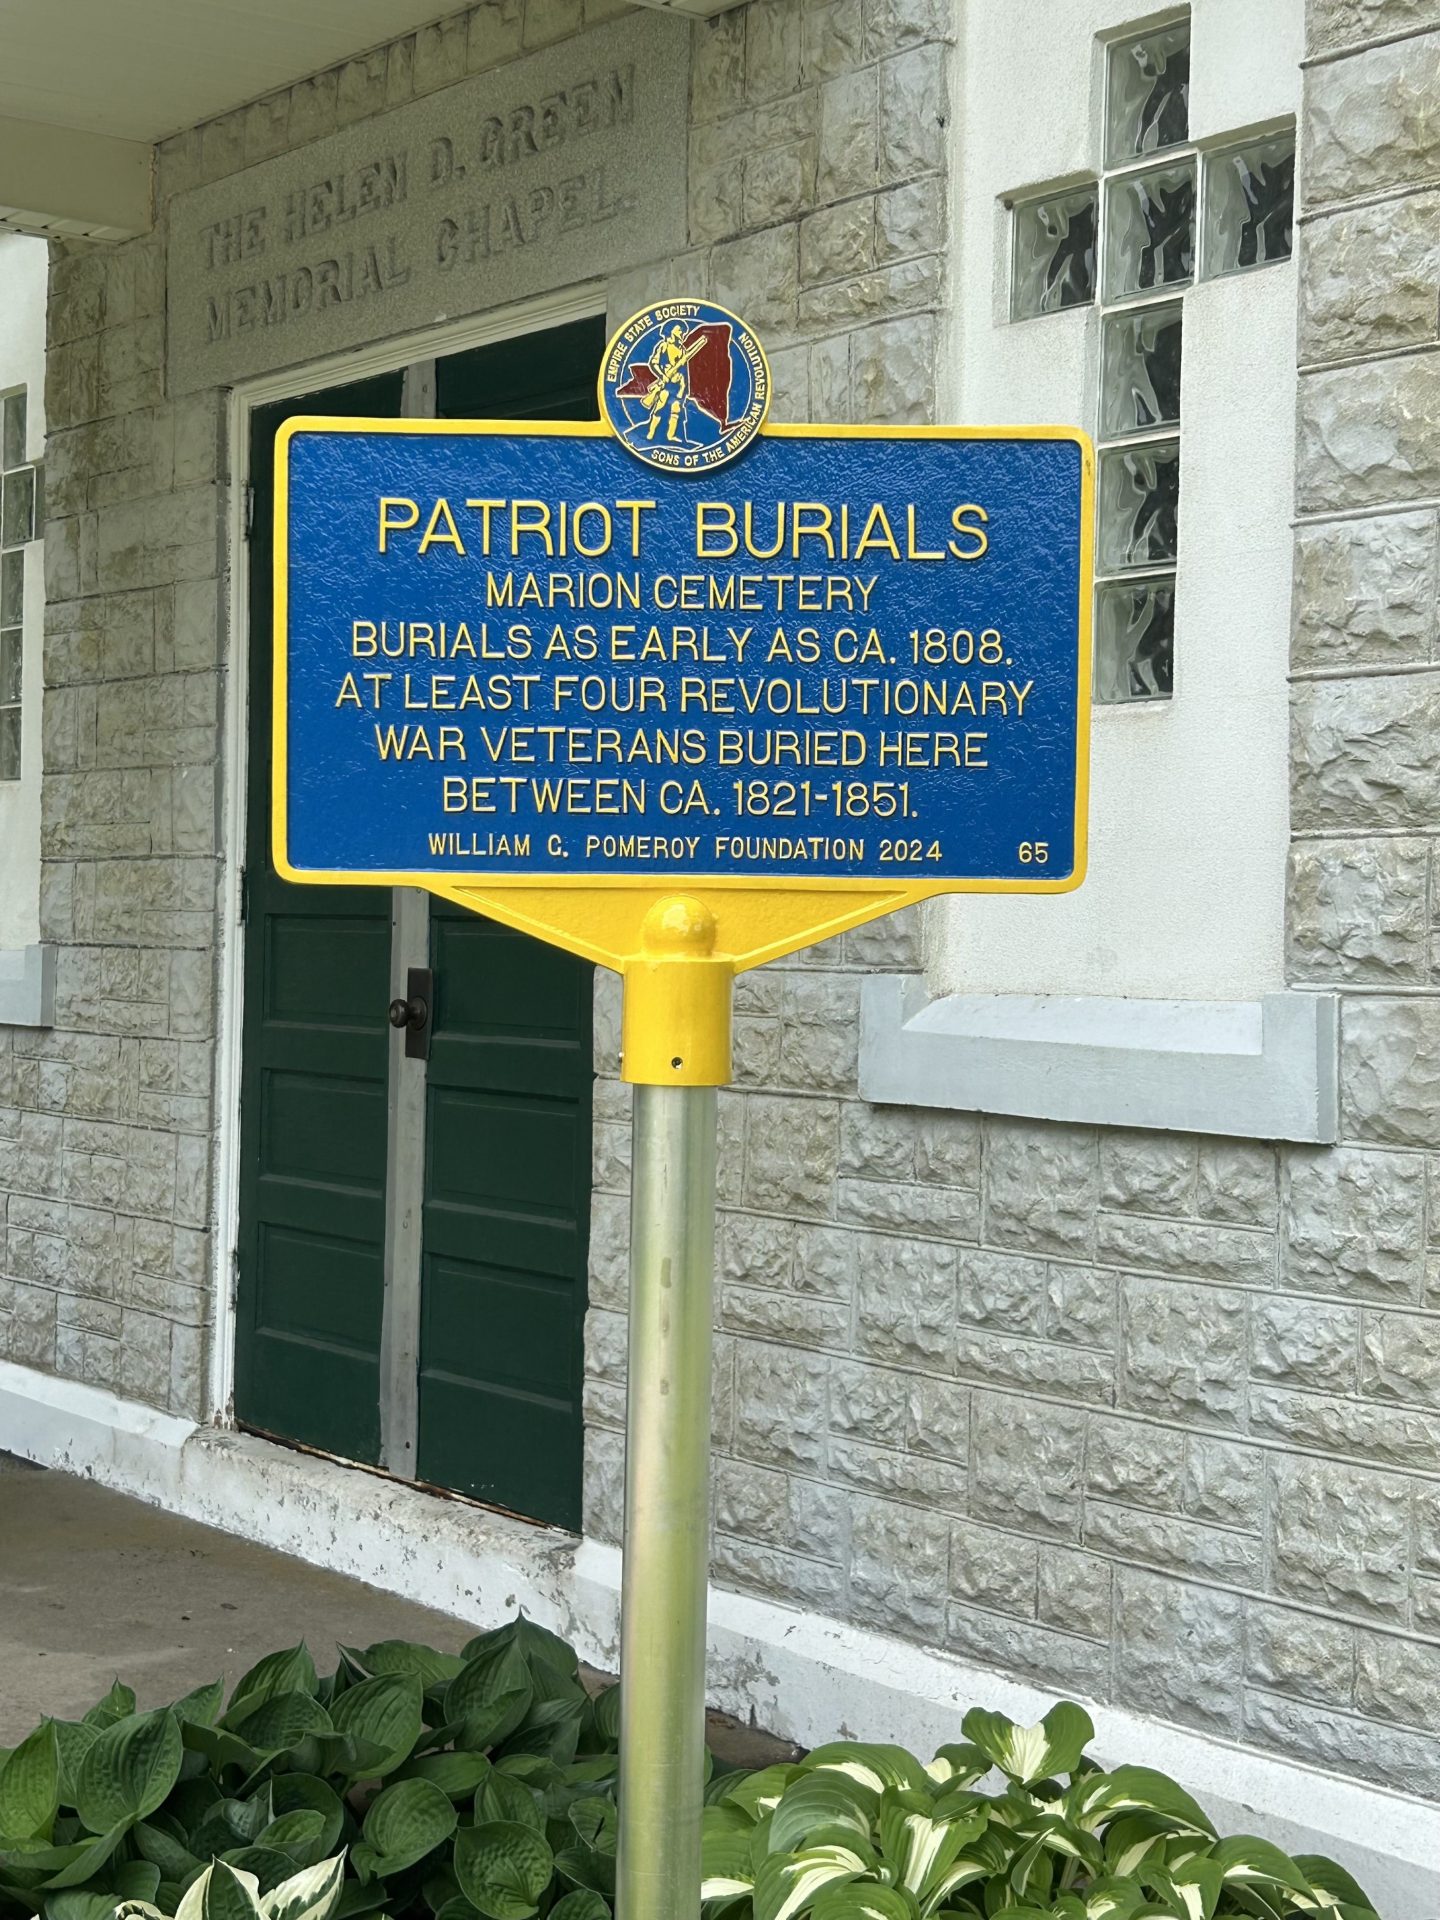 THE HELEN D. GREEN
MEMORIAL CHAPEL.
EMPIRE STATE SOCIETY
SONS OF THE AMERICAN REVOLUTION
PATRIOT BURIALS
MARION CEMETERY
BURIALS AS EARLY AS CA. 1808.
AT LEAST FOUR REVOLUTIONARY
WAR VETERANS BURIED HERE
BETWEEN CA. 1821-1851.
WILLIAM G. POMEROY FOUNDATION 2024 65